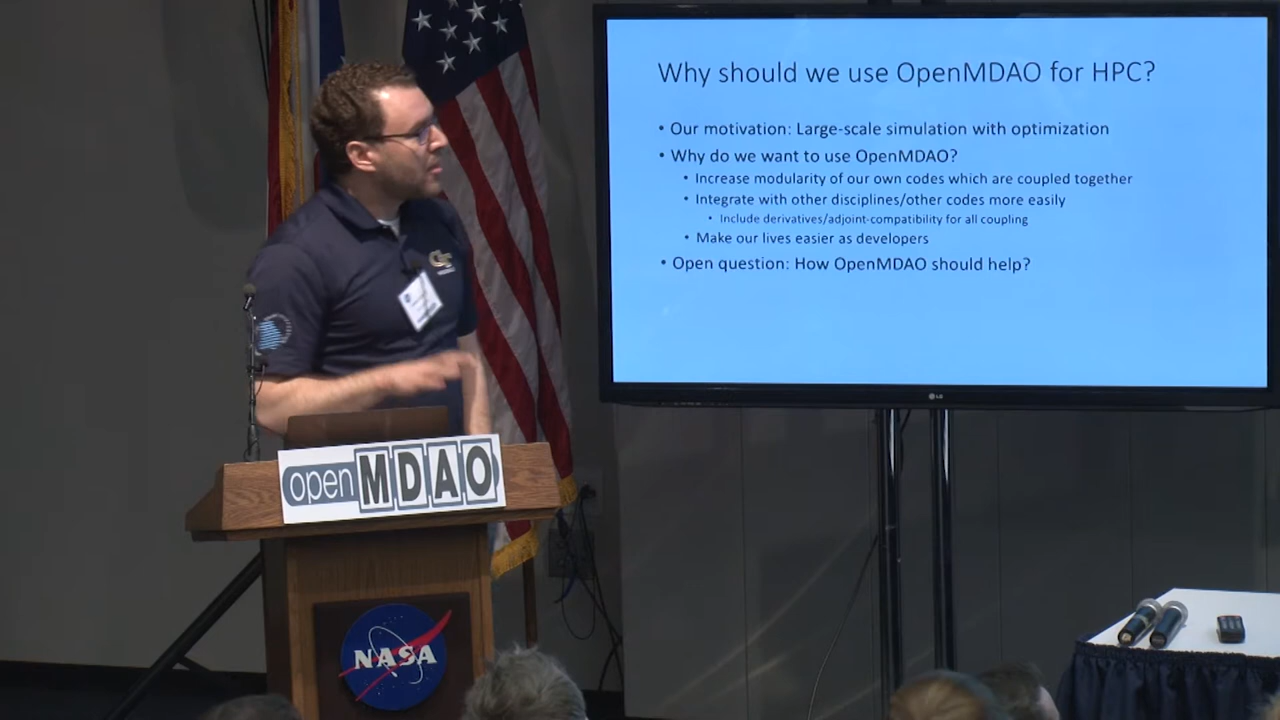 Why should we use OpenMDAO for HPC?
• Our motivation: Large-scale simulation with optimization
• Why do we want to use OpenMDAO?
• Increase modularity of our own codes which are coupled together
• Integrate with other disciplines/other codes more easily
• Include derivatives/adjoint-compatibility for all coupling
• Make our lives easier as developers
• Open question: How OpenMDAO should help?
LG
GT
openMDAO
NASA